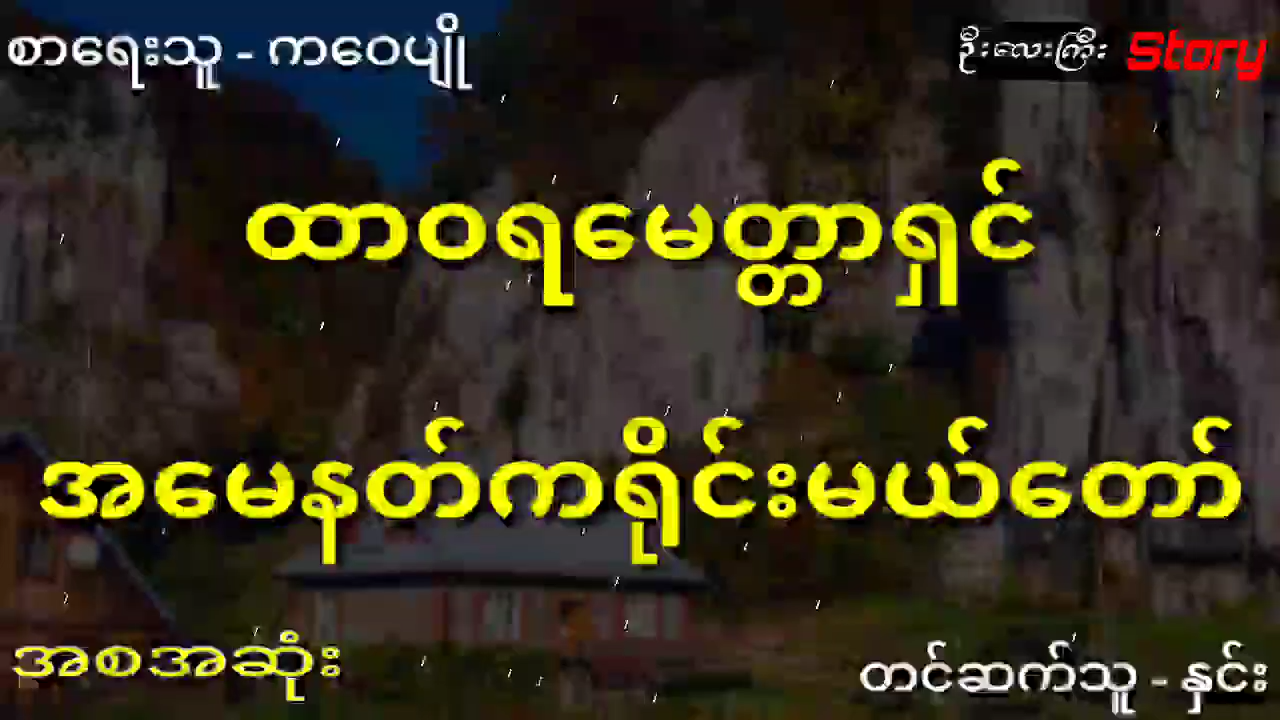 စာရေးသူ - ကဝေပျို
ဦးလေးကြီး Story
ထာဝရမေတ္တာရှင်
အမေနတ်ကရိုင်းမယ်တော်
အစအဆုံး
တင်ဆက်သူ - နှင်း